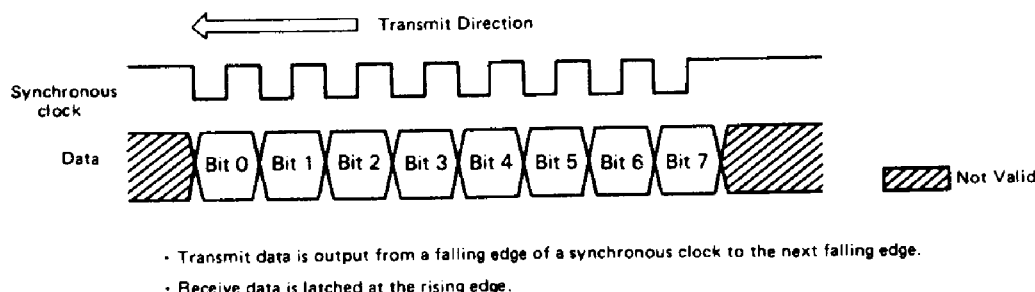 Transmit Direction
Synchronous
clock
Data
Bit 0 Bit 1 Bit 2 Bit 3 Bit 4 Bit 5 Bit 6 Bit 7
Not Valid
• Transmit data is output from a falling edge of a synchronous clock to the next falling edge.
• Receive data is latched at the rising edge.